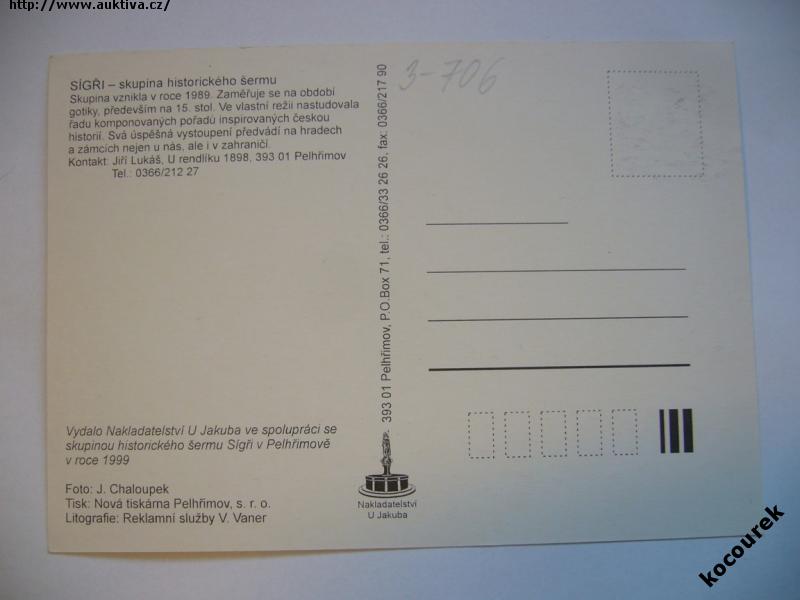 http://www.auktiva.cz/
SÍGŘI – skupina historického šermu
Skupina vznikla v roce 1989. Zaměřuje se na období
gotiky, především na 15. stol. Ve vlastní režii nastudovala
řadu komponovaných pořadů inspirovaných českou
historií. Svá úspěšná vystoupení předvádí na hradech
a zámcích nejen u nás, ale i v zahraničí.
Kontakt: Jiří Lukáš, U rendlíku 1898, 393 01 Pelhřimov
Tel.: 0366/212 27
Vydalo Nakladatelství U Jakuba ve spolupráci se
skupinou historického šermu Sígři v Pelhřimově
v roce 1999
Foto: J. Chaloupek
Tisk: Nová tiskárna Pelhřimov, s. r. o.
Litografie: Reklamní služby V. Vaner
393 01 Pelhřimov, P.O.Box 71, tel.: 0366/33 26 26, fax: 0366/217 90
Nakladatelství
U Jakuba
3-706
kocourek